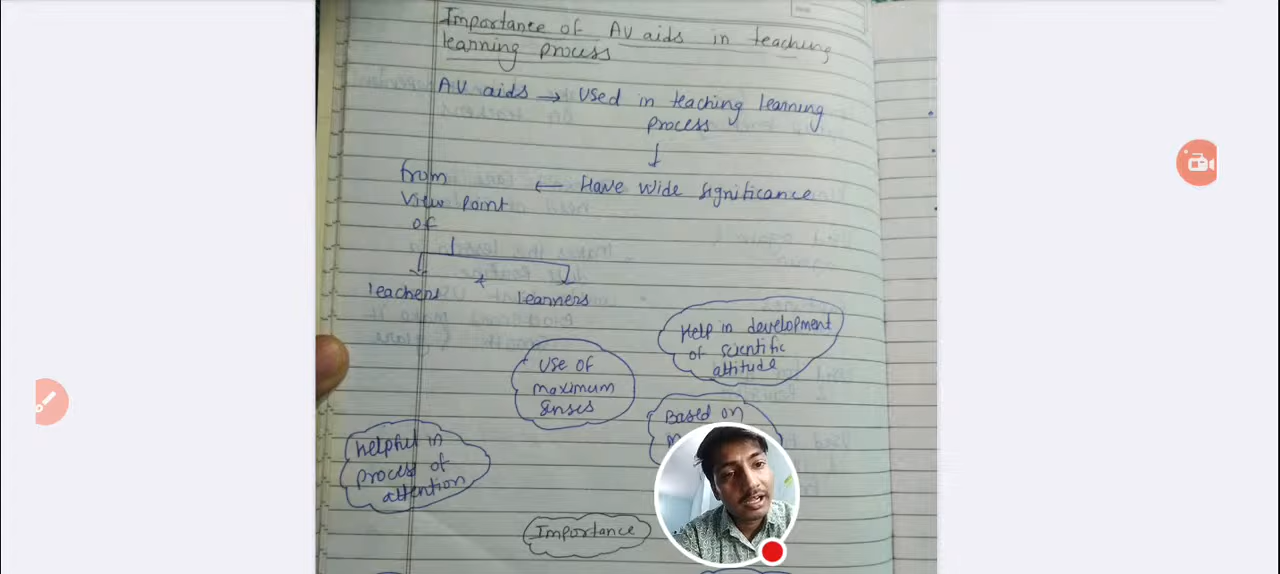 Importance of AV aids in teaching
learning process
AV aids → Used in teaching learning
process
↓
from ← Have wide significance
view point
of
Teachers Learners
Help in development
of scientific
attitude
Use of
maximum
senses
Based on
Helpful in
process of
attention
Importance